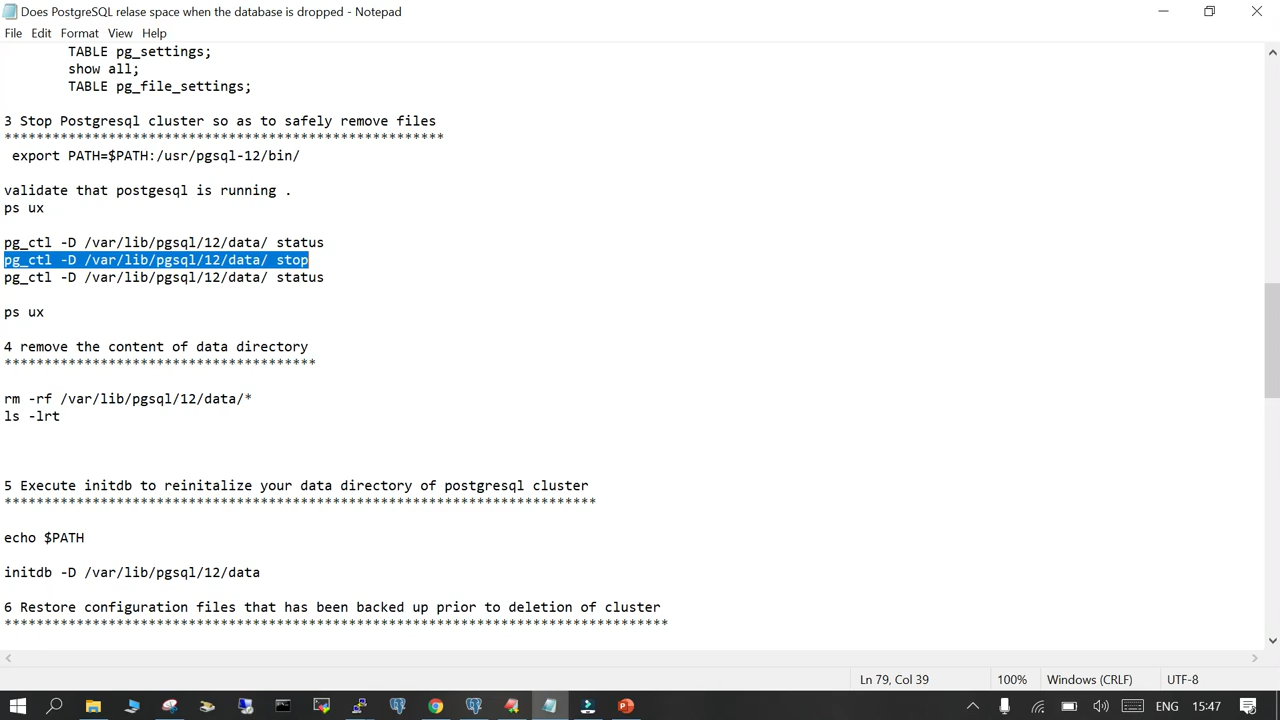 Does PostgreSQL relase space when the database is dropped - Notepad
File Edit Format View Help
TABLE pg_settings;
show all;
TABLE pg_file_settings;
3 Stop Postgresql cluster so as to safely remove files
*******************************************************
export PATH=$PATH:/usr/pgsql-12/bin/
validate that postgesql is running .
ps ux
pg_ctl -D /var/lib/pgsql/12/data/ status
pg_ctl -D /var/lib/pgsql/12/data/ stop
pg_ctl -D /var/lib/pgsql/12/data/ status
ps ux
4 remove the content of data directory
***************************************
rm -rf /var/lib/pgsql/12/data/*
ls -lrt
5 Execute initdb to reinitalize your data directory of postgresql cluster
**************************************************************************
echo $PATH
initdb -D /var/lib/pgsql/12/data
6 Restore configuration files that has been backed up prior to deletion of cluster
***********************************************************************************
Ln 79, Col 39 100% Windows (CRLF) UTF-8
ENG 15:47